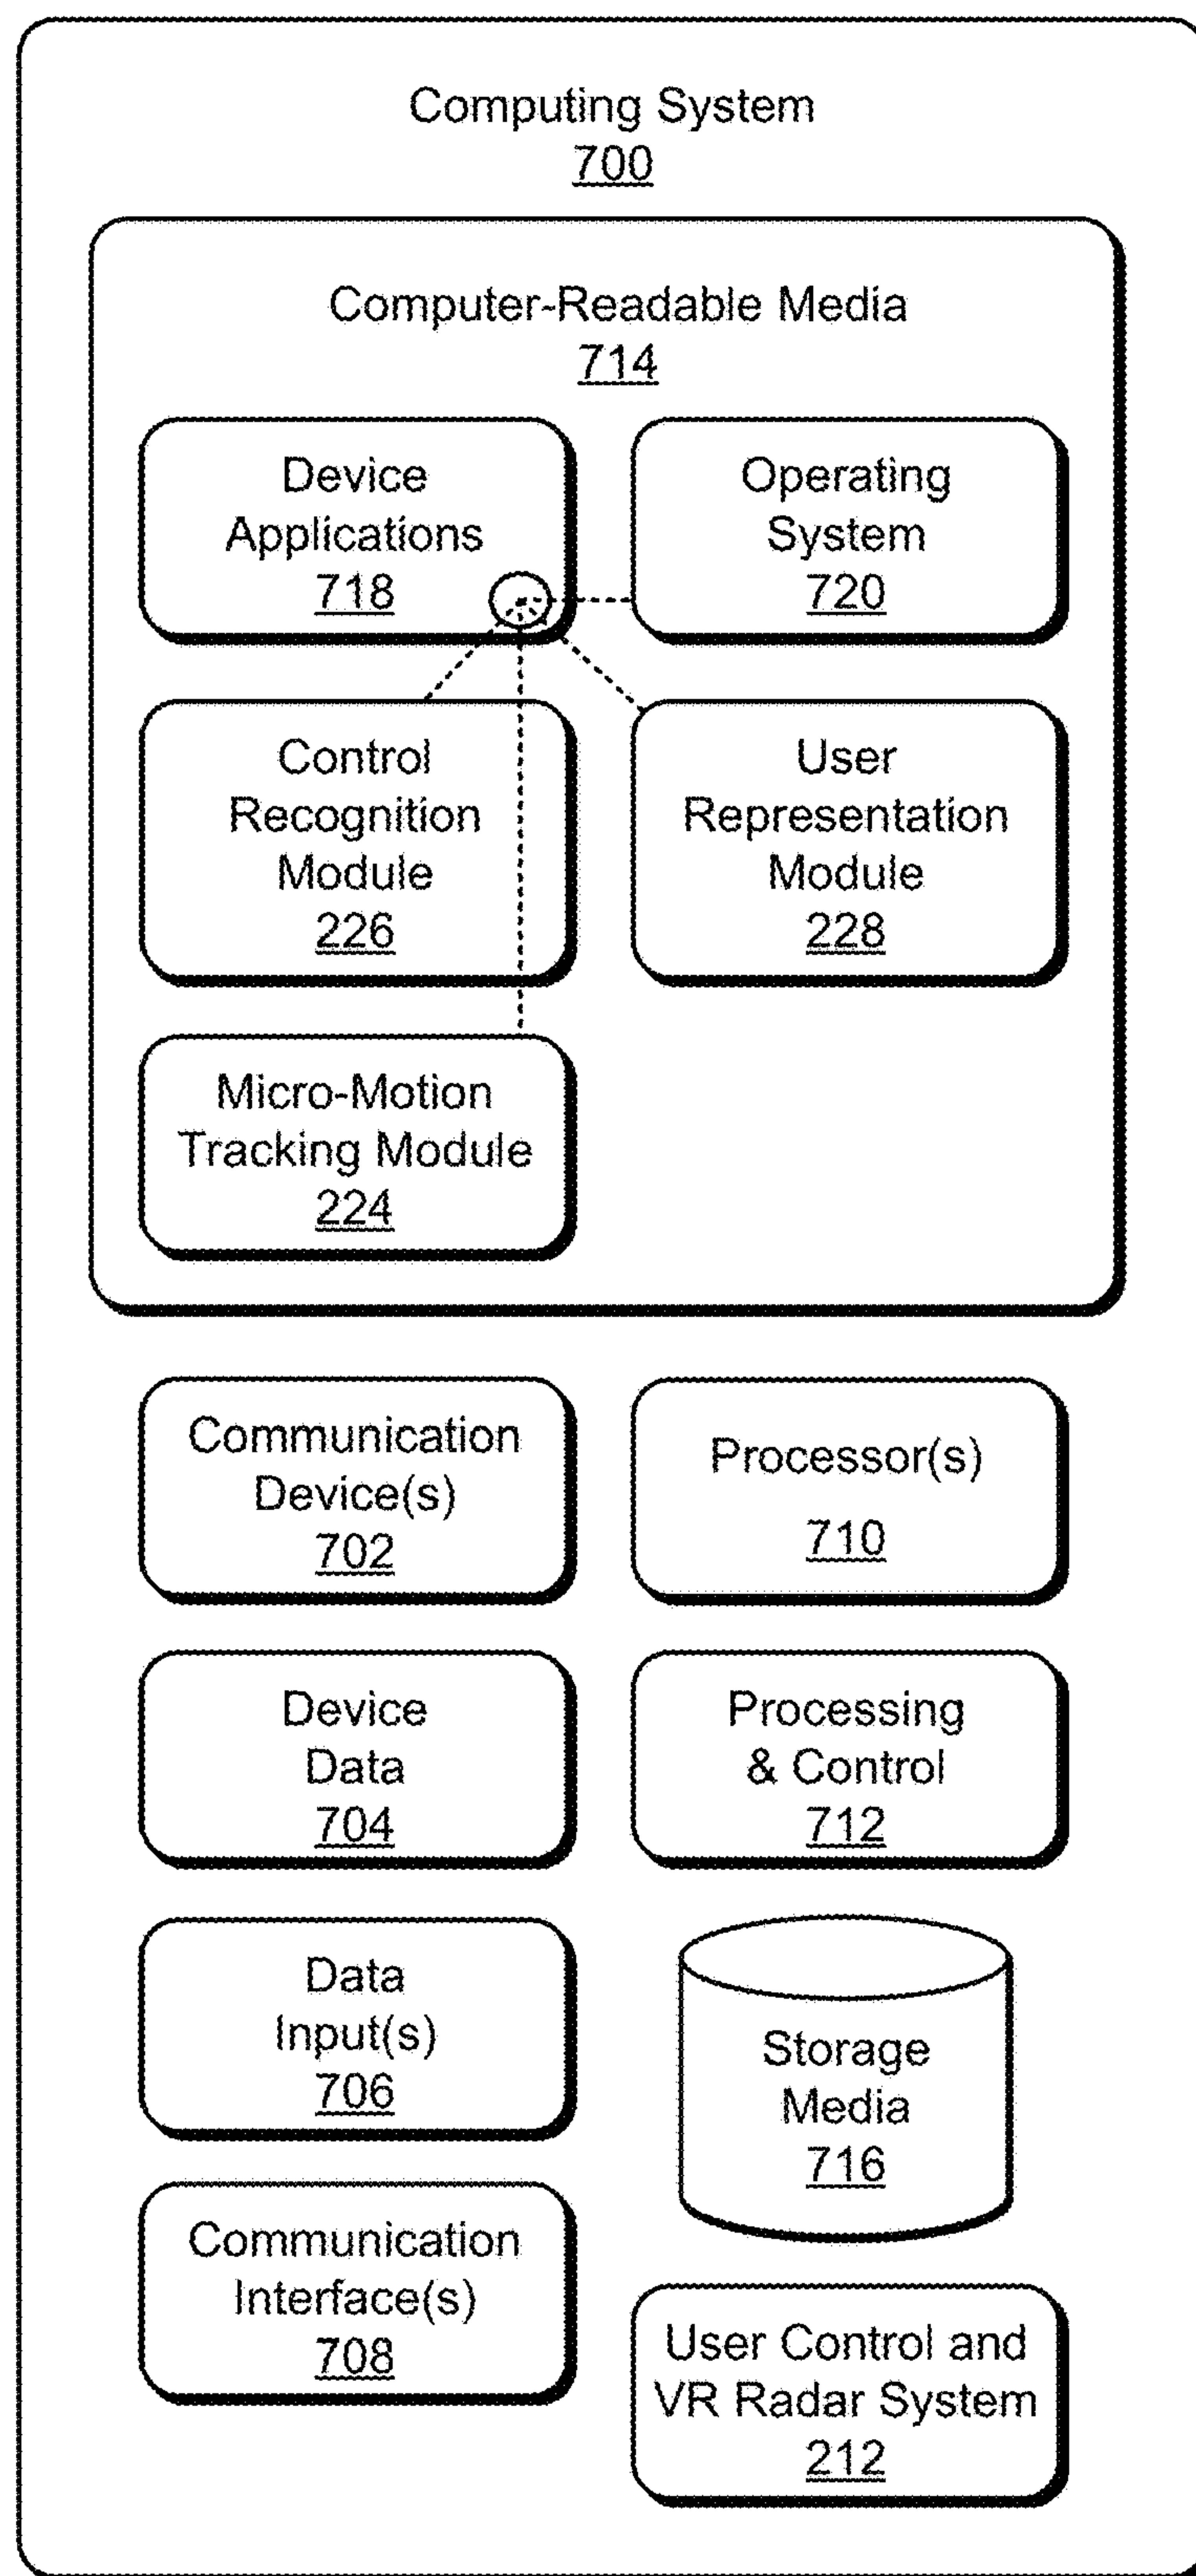 Computing System
700
Computer-Readable Media
714
Device
Applications
718
Operating
System
720
Control
Recognition
Module
226
User
Representation
Module
228
Micro-Motion
Tracking Module
224
Communication
Device(s)
702
Processor(s)
710
Device
Data
704
Processing
& Control
712
Data
Input(s)
706
Storage
Media
716
Communication
Interface(s)
708
User Control and
VR Radar System
212